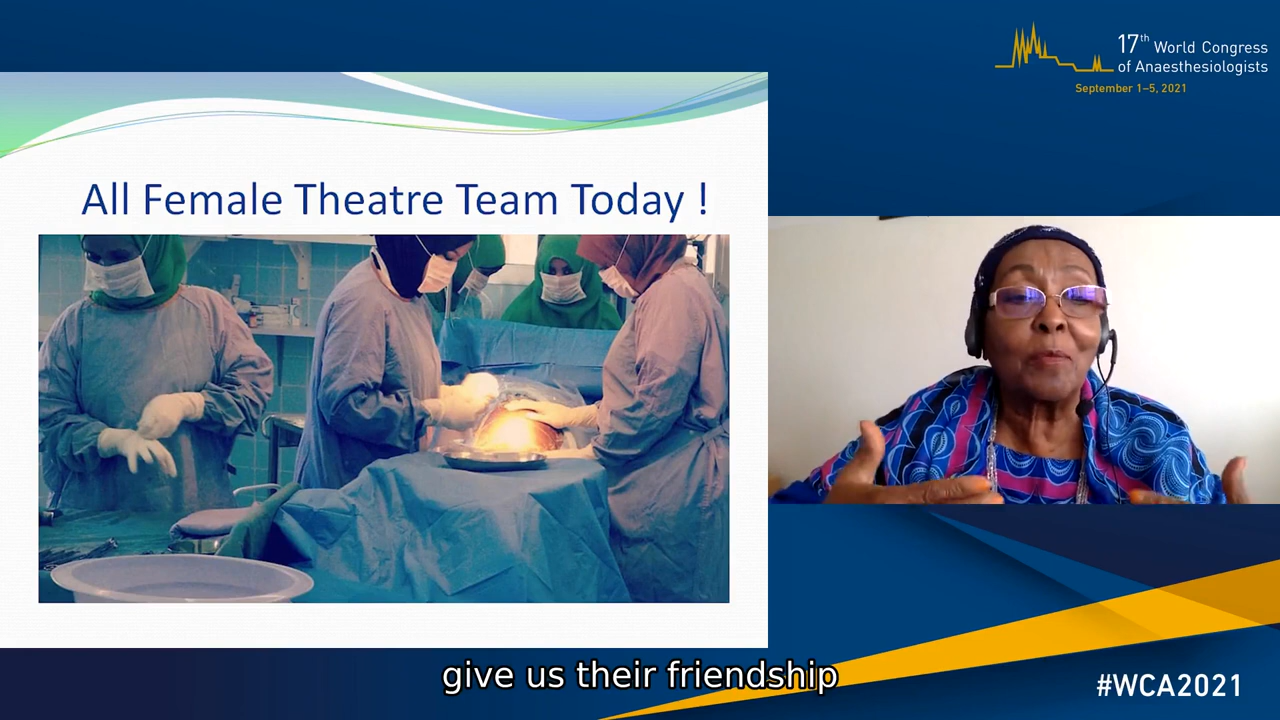 17th World Congress
of Anaesthesiologists
September 1–5, 2021
All Female Theatre Team Today !
give us their friendship
#WCA2021